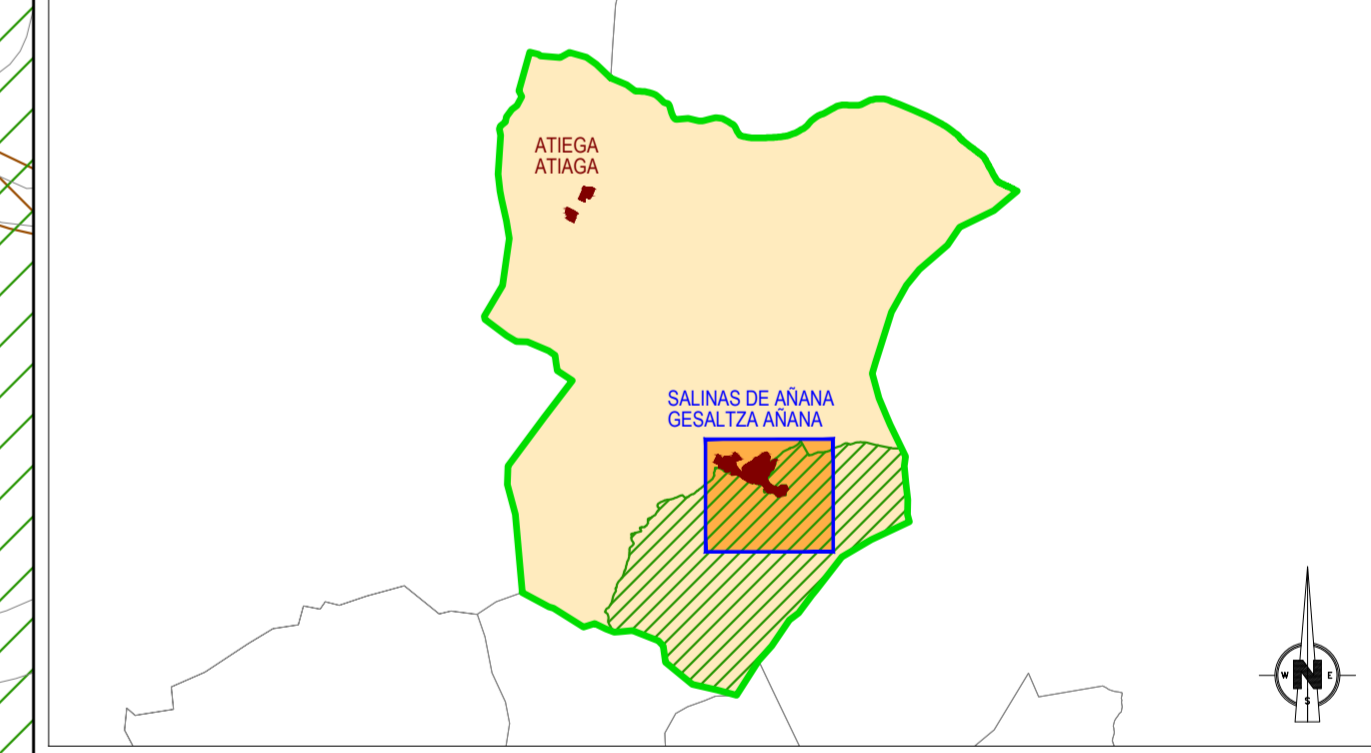 ATIEGA
ATIAGA
SALINAS DE AÑANA
GESALTZA AÑANA
W N E
S